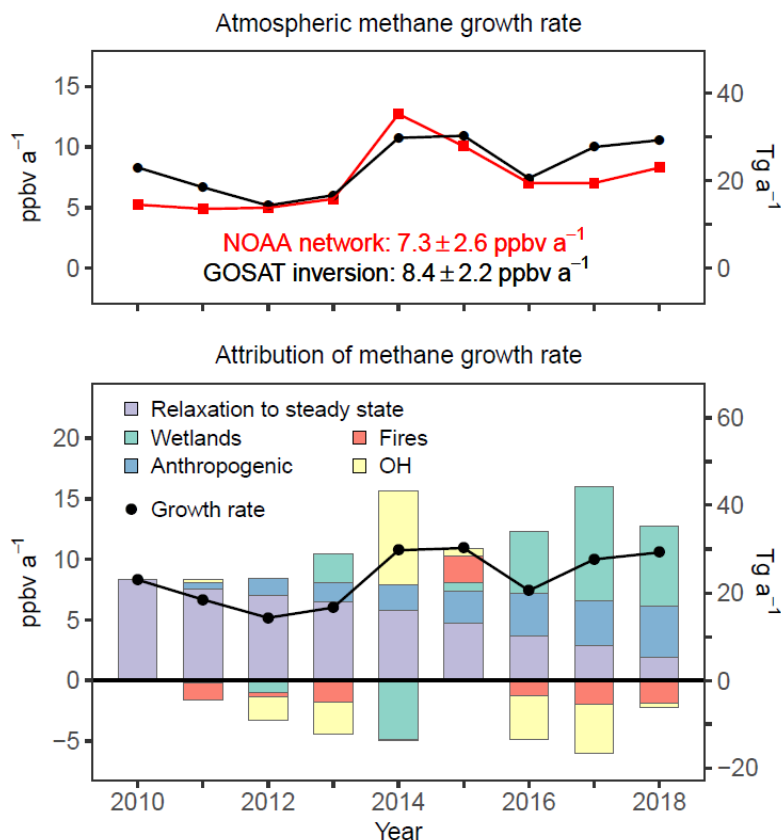 Atmospheric methane growth rate
15
10
5
0
ppbv a⁻¹
40
20
0
Tg a⁻¹
NOAA network: 7.3 ± 2.6 ppbv a⁻¹
GOSAT inversion: 8.4 ± 2.2 ppbv a⁻¹
Attribution of methane growth rate
Relaxation to steady state
Wetlands
Fires
Anthropogenic
OH
Growth rate
20
15
10
5
0
−5
ppbv a⁻¹
60
40
20
0
−20
Tg a⁻¹
2010 2012 2014 2016 2018
Year